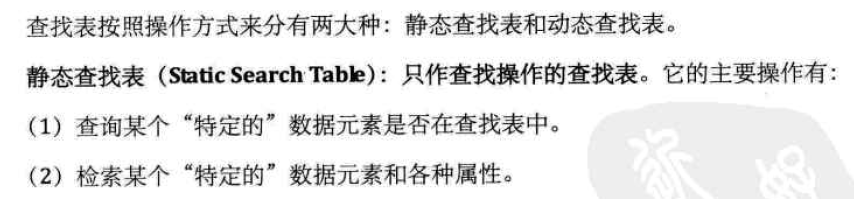 查找表按照操作方式来分有两大种：静态查找表和动态查找表。
静态查找表（Static Search Table）：只作查找操作的查找表。它的主要操作有：
（1）查询某个“特定的”数据元素是否在查找表中。
（2）检索某个“特定的”数据元素和各种属性。